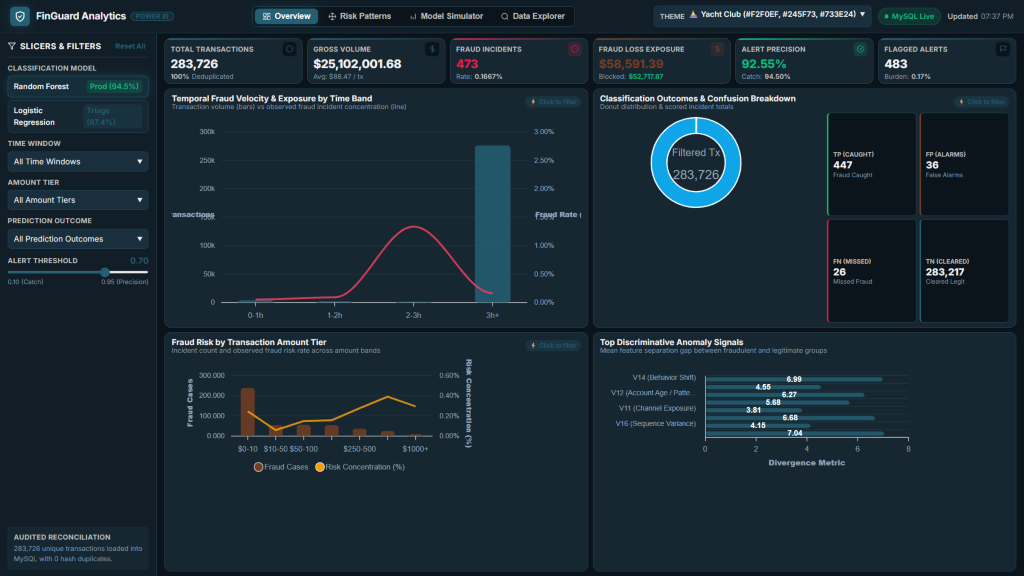 FinGuard Analytics
POWER BI
Overview
Risk Patterns
Model Simulator
Data Explorer
THEME
Yacht Club (#F2F0EF, #245F73, #733E24)
MySQL Live
Updated 07:37 PM
SLICERS & FILTERS
Reset All
CLASSIFICATION MODEL
Random Forest
Prod (94.5%)
Logistic
Regression
Triage
(87.4%)
TIME WINDOW
All Time Windows
AMOUNT TIER
All Amount Tiers
PREDICTION OUTCOME
All Prediction Outcomes
ALERT THRESHOLD
0.70
0.10 (Catch)
0.95 (Precision)
AUDITED RECONCILIATION
283,726 unique transactions loaded into
MySQL with 0 hash duplicates.
TOTAL TRANSACTIONS
283,726
100% Deduplicated
GROSS VOLUME
$
$25,102,001.68
Avg: $88.47 / tx
FRAUD INCIDENTS
473
Rate: 0.1667%
FRAUD LOSS EXPOSURE
$
$58,591.39
Blocked: $52,717.87
ALERT PRECISION
92.55%
Catch: 94.50%
FLAGGED ALERTS
483
Burden: 0.17%
Temporal Fraud Velocity & Exposure by Time Band
Transaction volume (bars) vs observed fraud incident concentration (line)
Click to filter
300k
250k
200k
150k
100k
50k
0
ansactions
3.00%
2.50%
2.00%
1.50%
1.00%
0.50%
0.00%
Fraud Rate (
0-1h
1-2h
2-3h
3h+
Classification Outcomes & Confusion Breakdown
Donut distribution & scored incident totals
Click to filter
Filtered Tx
283,726
TP (CAUGHT)
447
Fraud Caught
FP (ALARMS)
36
False Alarms
FN (MISSED)
26
Missed Fraud
TN (CLEARED)
283,217
Cleared Legit
Fraud Risk by Transaction Amount Tier
Incident count and observed fraud risk rate across amount bands
Click to filter
Fraud Cases
300.000
200.000
100.000
0.000
0.60%
0.40%
0.20%
0.00%
Risk Concentration (%)
$0-10
$10-50
$50-100
$250-500
$1000+
Fraud Cases
Risk Concentration (%)
Top Discriminative Anomaly Signals
Mean feature separation gap between fraudulent and legitimate groups
V14 (Behavior Shift)
V12 (Account Age / Patte...
V11 (Channel Exposure)
V16 (Sequence Variance)
6.99
4.55
6.27
5.68
3.81
6.68
4.15
7.04
0
2
4
6
8
Divergence Metric